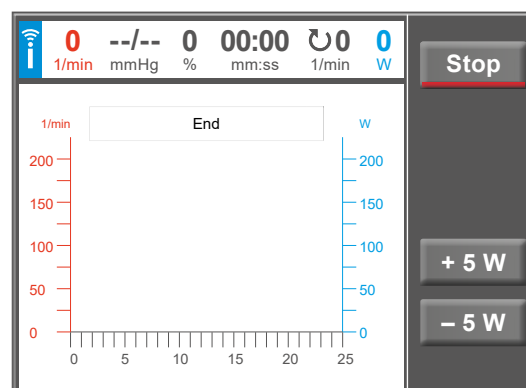 0 --/-- 0 00:00 0 0
1/min mmHg % mm:ss 1/min W
Stop
1/min End W
200 200
150 150
100 100
+ 5 W
50 50
– 5 W
0 0
0 5 10 15 20 25